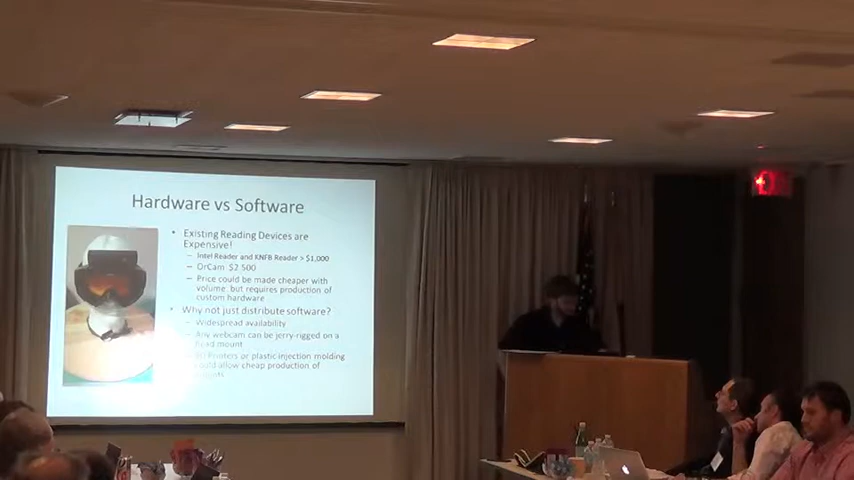 Hardware vs Software
• Existing Reading Devices are
Expensive!
– Intel Reader and KNFB Reader > $1,000
– OrCam $2,500
– Price could be made cheaper with
volume, but requires production of
custom hardware
• Why not just distribute software?
– Widespread availability
– Any webcam can be jerry-rigged on a
head mount
Printers or plastic injection molding
could allow cheap production of